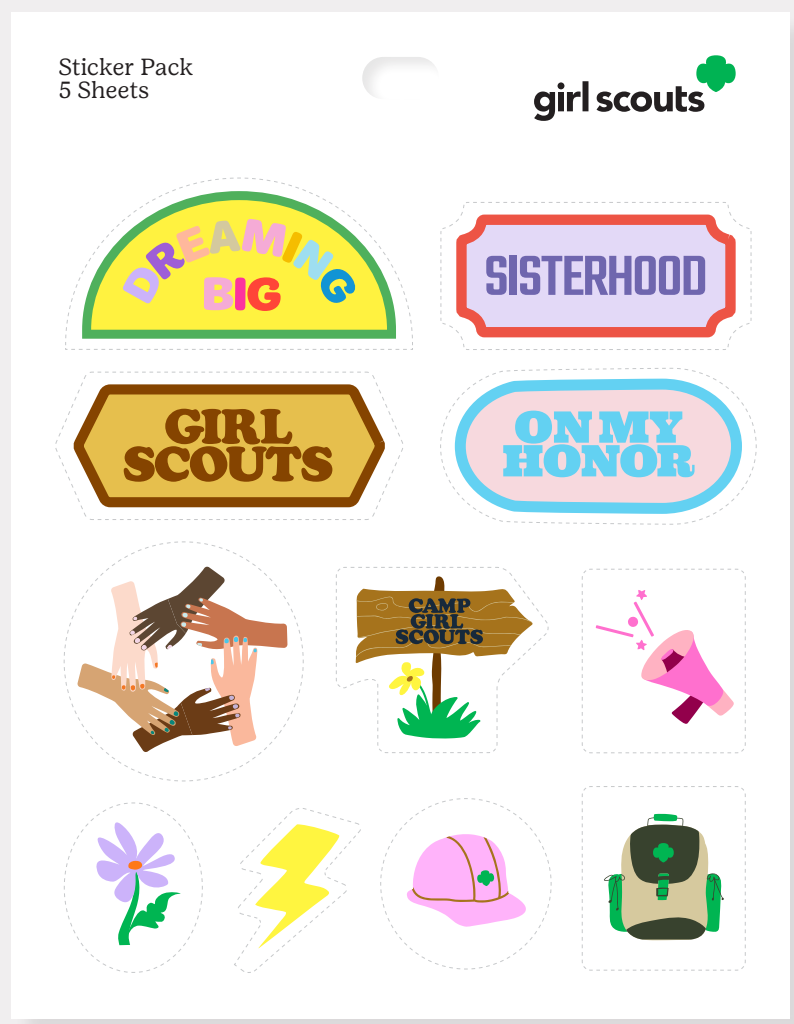 Sticker Pack
5 Sheets
girl scouts
DREAMING
BIG
SISTERHOOD
GIRL
SCOUTS
ON MY
HONOR
CAMP
GIRL
SCOUTS